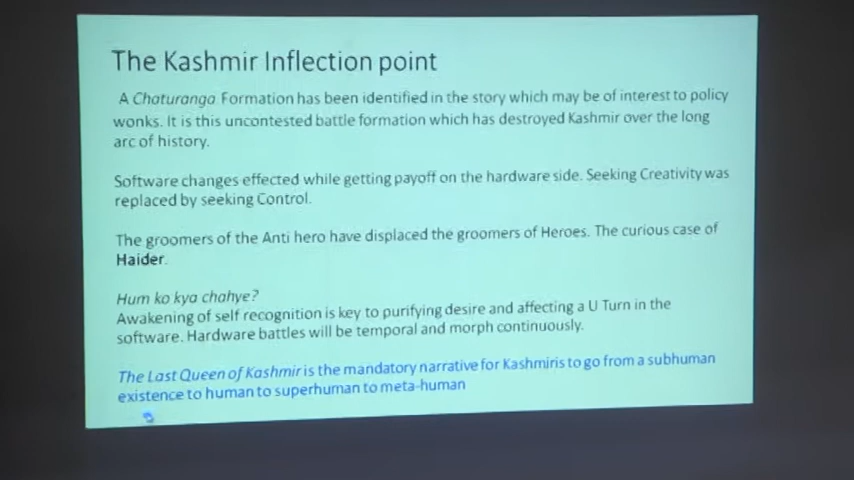 The Kashmir Inflection point
A Chaturanga Formation has been identified in the story which may be of interest to policy
wonks. It is this uncontested battle formation which has destroyed Kashmir over the long
arc of history.
Software changes effected while getting payoff on the hardware side. Seeking Creativity was
replaced by seeking Control.
The groomers of the Anti hero have displaced the groomers of Heroes. The curious case of
Haider.
Hum ko kya chahye?
Awakening of self recognition is key to purifying desire and affecting a U Turn in the
software. Hardware battles will be temporal and morph continuously.
The Last Queen of Kashmir is the mandatory narrative for Kashmiris to go from a subhuman
existence to human to superhuman to meta-human